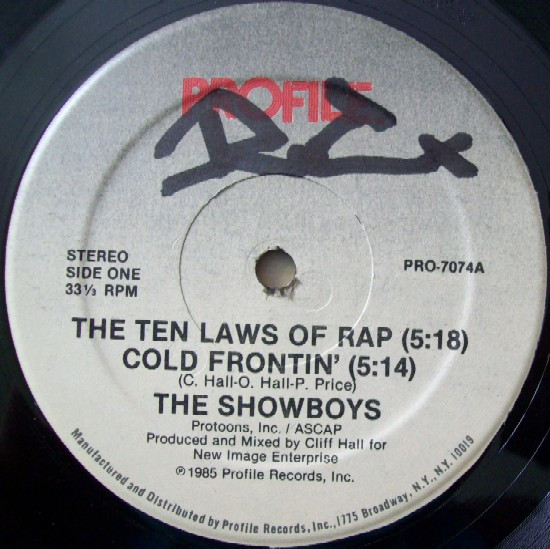 PROFILE
STEREO
SIDE ONE
33⅓ RPM
PRO-7074A
THE TEN LAWS OF RAP (5:18)
COLD FRONTIN' (5:14)
(C. Hall-O. Hall-P. Price)
THE SHOWBOYS
Protoons, Inc. / ASCAP
Produced and Mixed by Cliff Hall for
New Image Enterprise
℗ 1985 Profile Records, Inc.
Manufactured and Distributed by Profile Records, Inc., 1775 Broadway, N.Y., N.Y. 10019